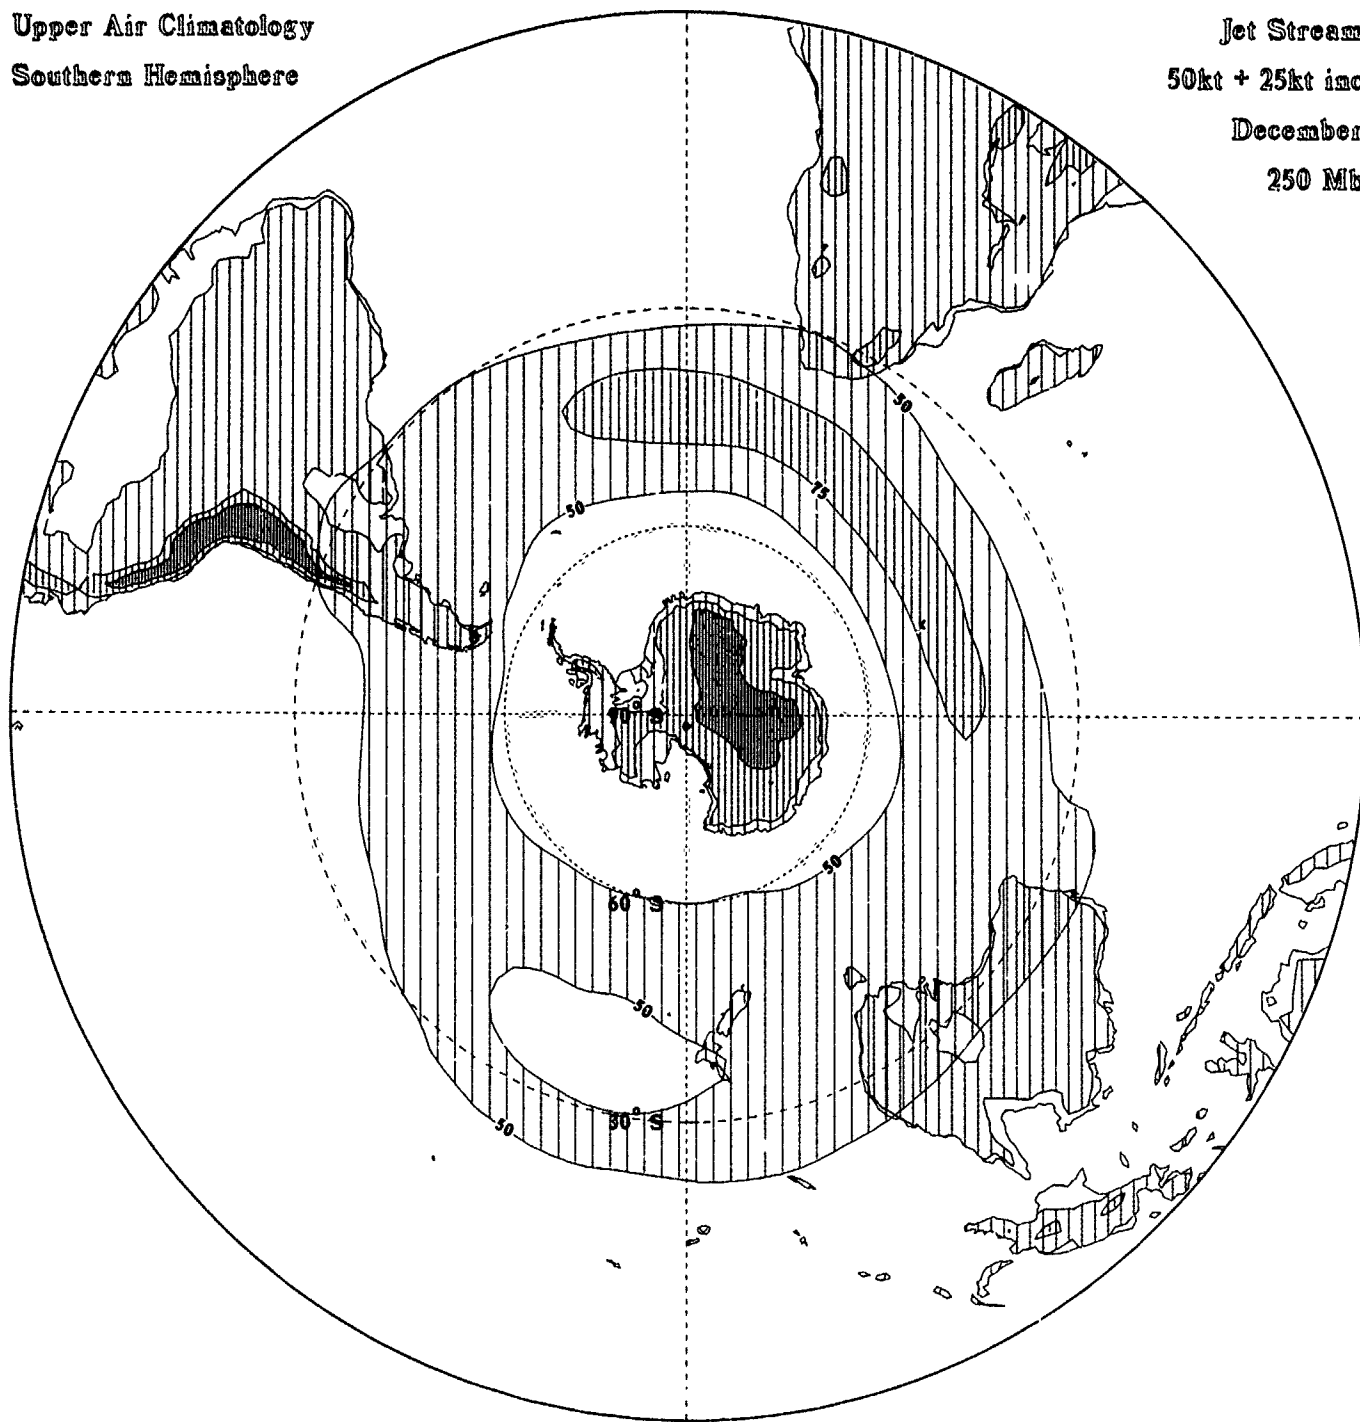 Upper Air Climatology
Southern Hemisphere
Jet Stream
50kt + 25kt inc
December
250 Mb
50
75
50
90° S
50
60° S
50
30° S
50